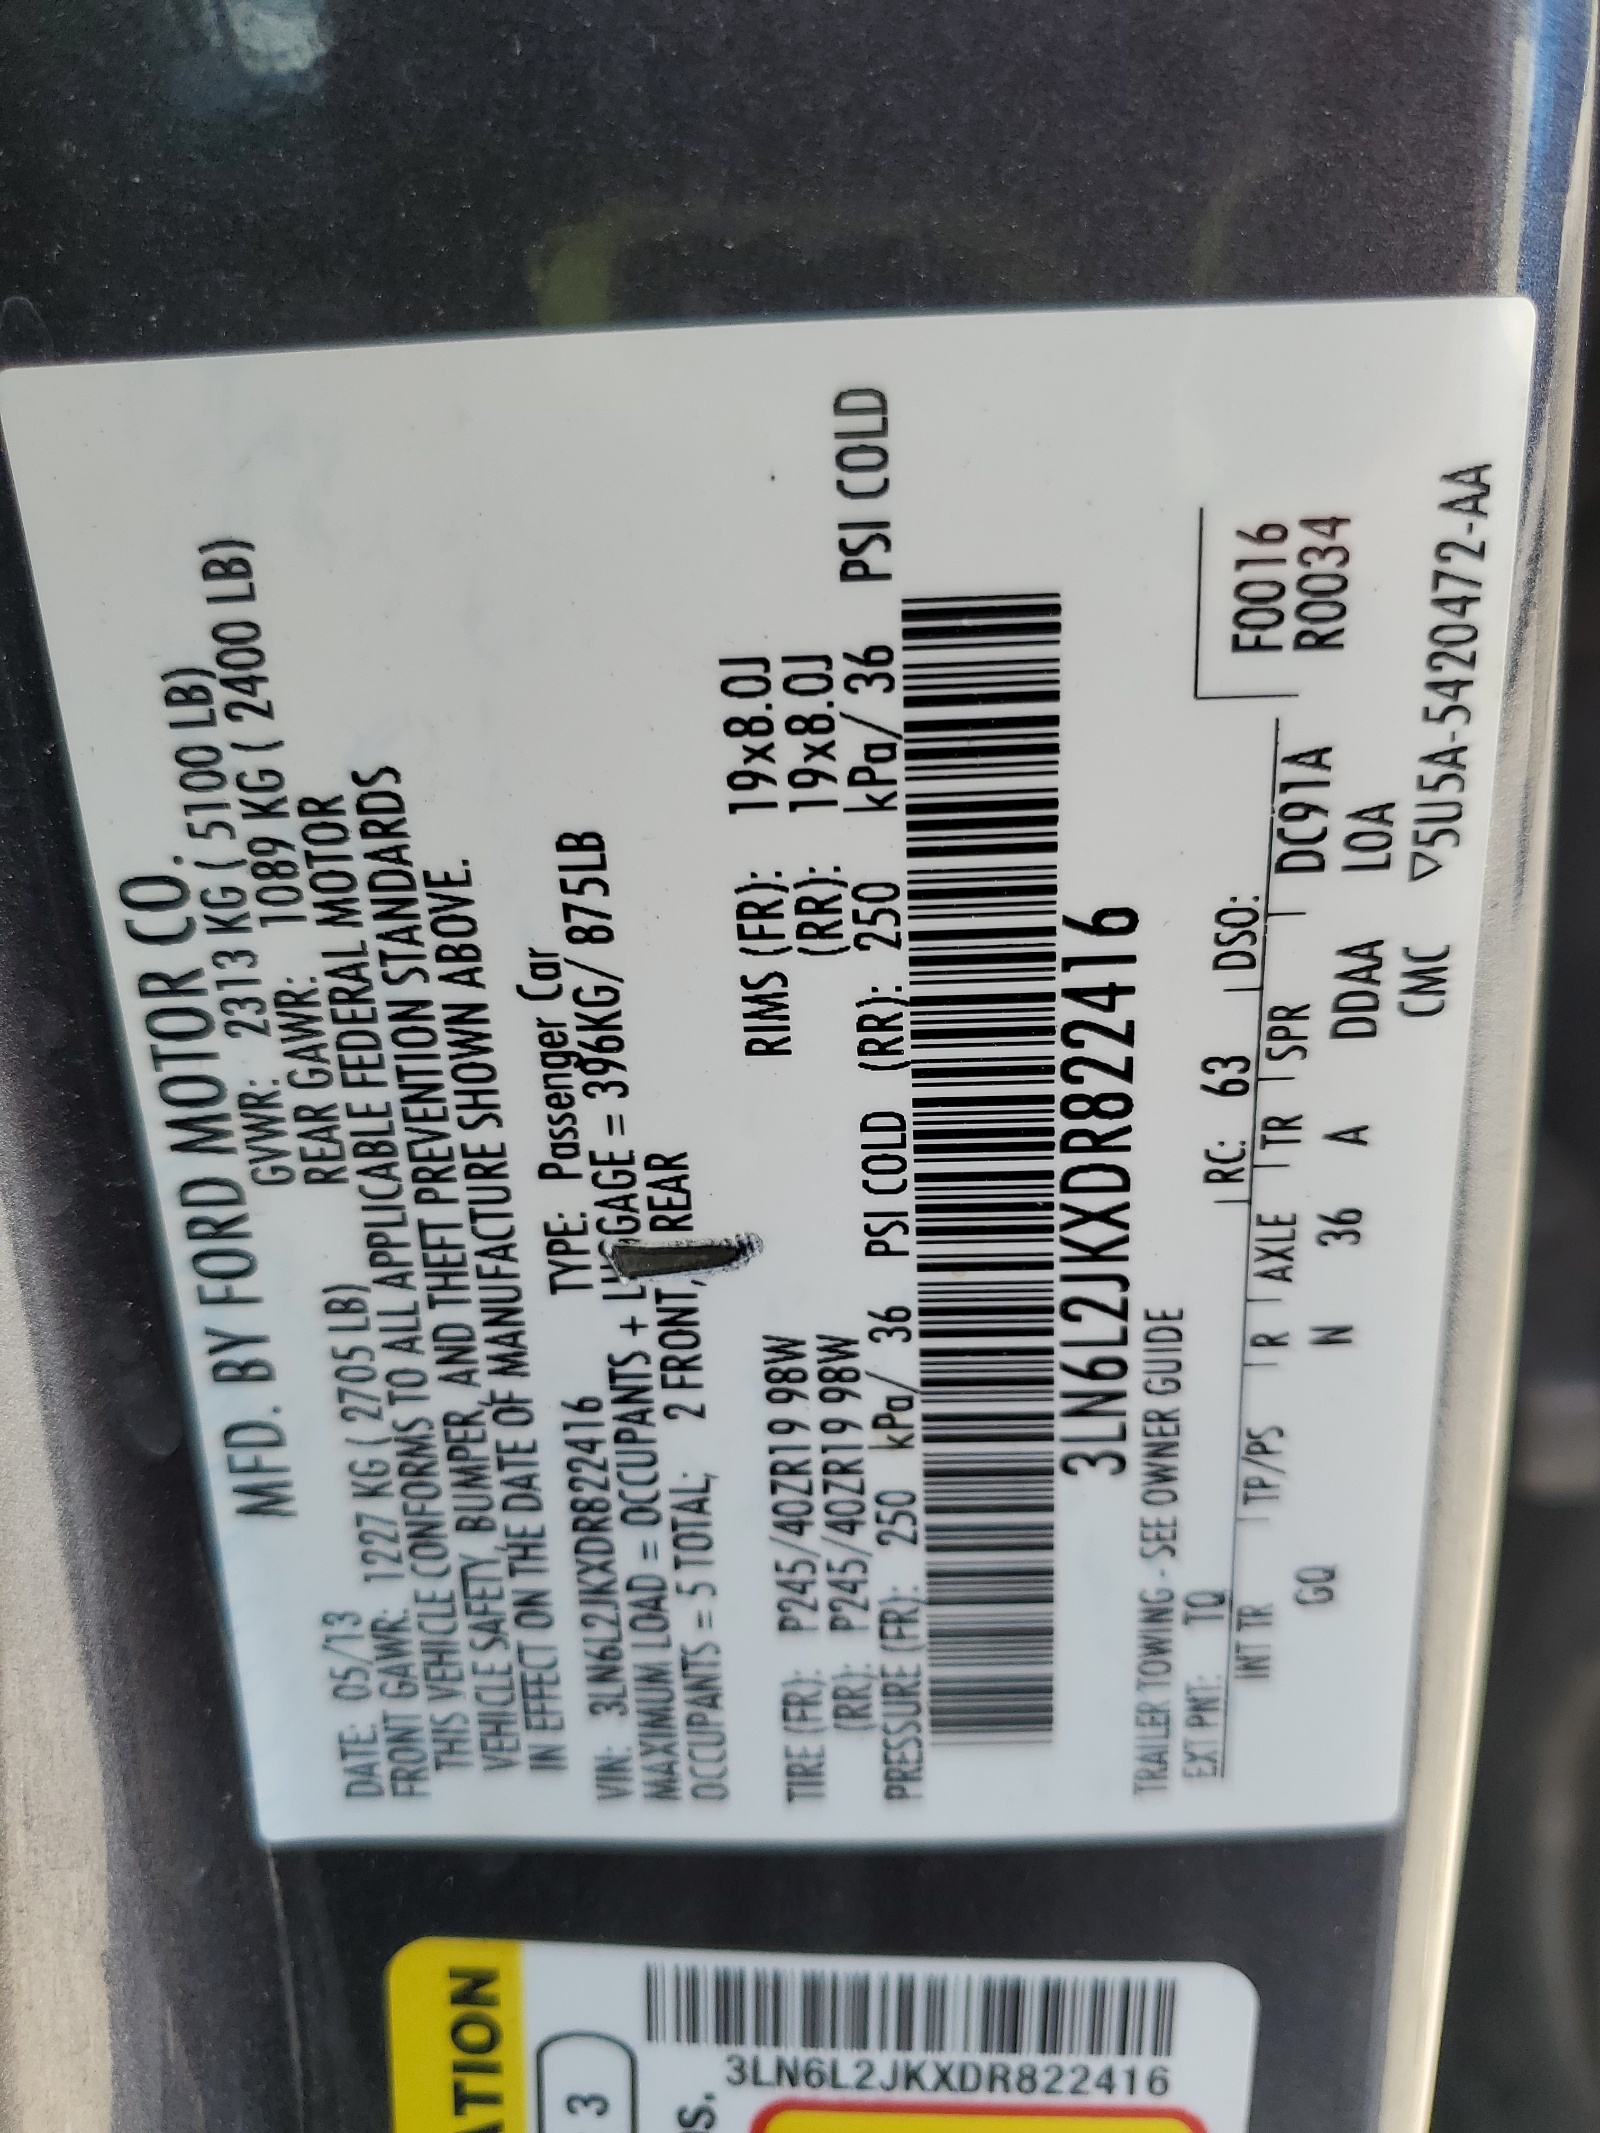 MFD. BY FORD MOTOR CO.
DATE: 05/13 GVWR: 2313 KG ( 5100 LB)
FRONT GAWR: 1227 KG ( 2705 LB) REAR GAWR: 1089 KG ( 2400 LB)
THIS VEHICLE CONFORMS TO ALL APPLICABLE FEDERAL MOTOR
VEHICLE SAFETY, BUMPER, AND THEFT PREVENTION STANDARDS
IN EFFECT ON THE DATE OF MANUFACTURE SHOWN ABOVE.
VIN: 3LN6L2JKXDR822416 TYPE: Passenger Car
MAXIMUM LOAD = OCCUPANTS + LUGGAGE = 396KG/ 875LB
OCCUPANTS = 5 TOTAL; 2 FRONT, REAR
TIRE (FR): P245/40ZR19 98W RIMS (FR): 19x8.0J
(RR): P245/40ZR19 98W (RR): 19x8.0J
PRESSURE (FR): 250 kPa/ 36 PSI COLD (RR): 250 kPa/ 36 PSI COLD
3LN6L2JKXDR822416
TRAILER TOWING - SEE OWNER GUIDE
EXT PNT: TQ RC: 63 DSO:
INT TR TP/PS R AXLE TR SPR DC91A F0016
GQ N 36 A DDAA LOA R0034
CMC ▽5U5A-5420472-AA
ATION
3
3LN6L2JKXDR822416
s.